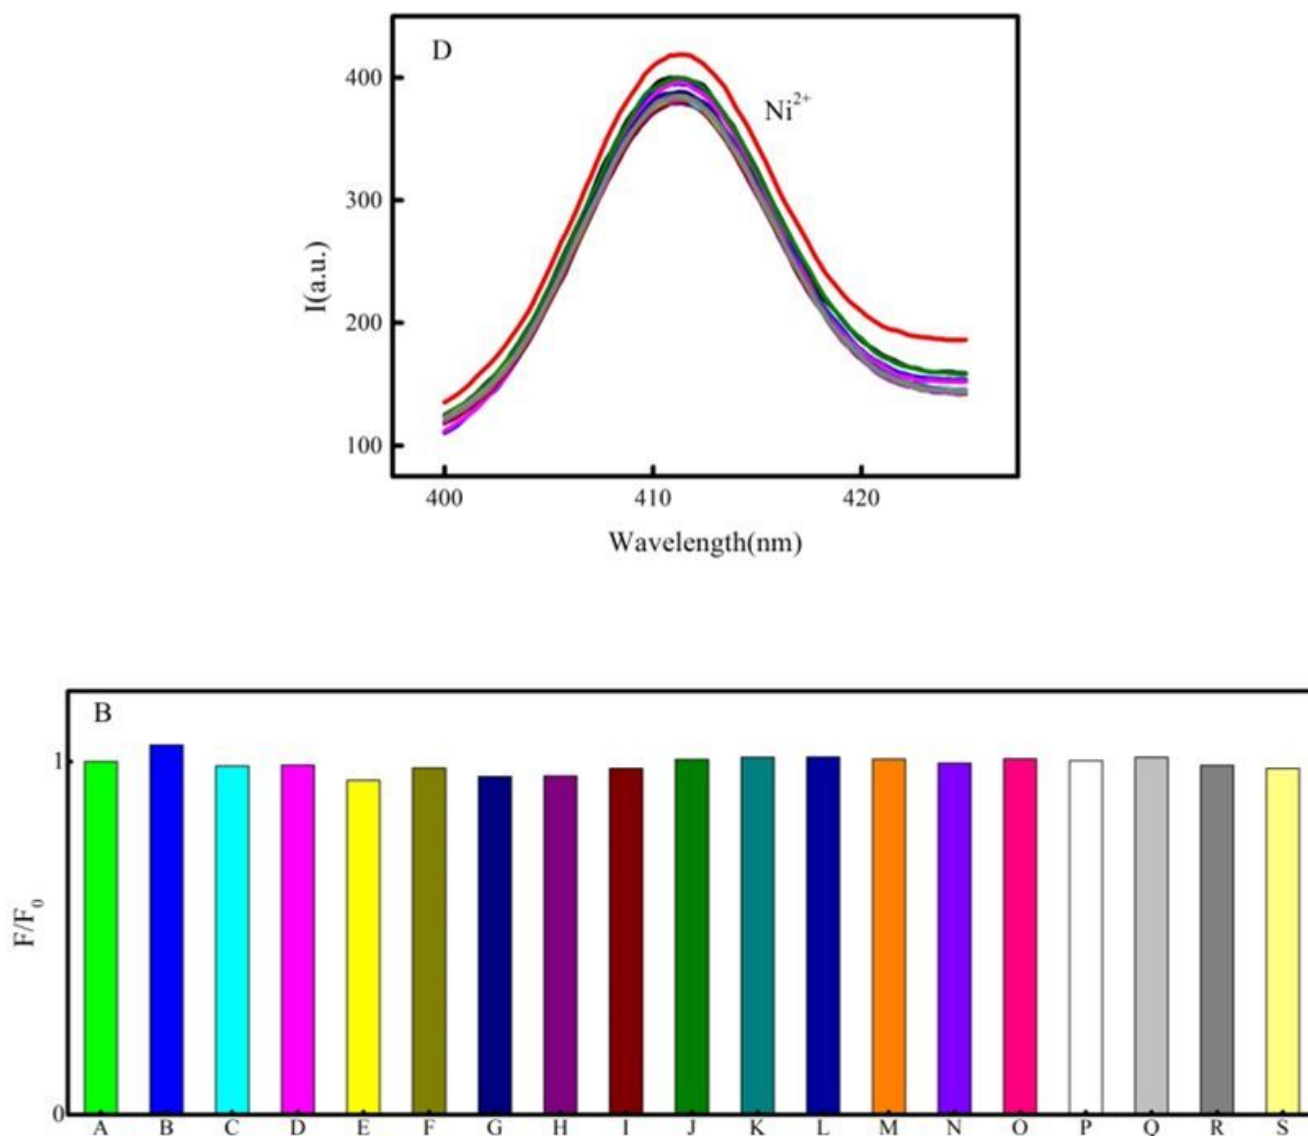 D
Ni²⁺
400
300
200
100
I(a.u.)
400 410 420
Wavelength(nm)
B
1
0
F/F₀
A B C D E F G H I J K L M N O P Q R S